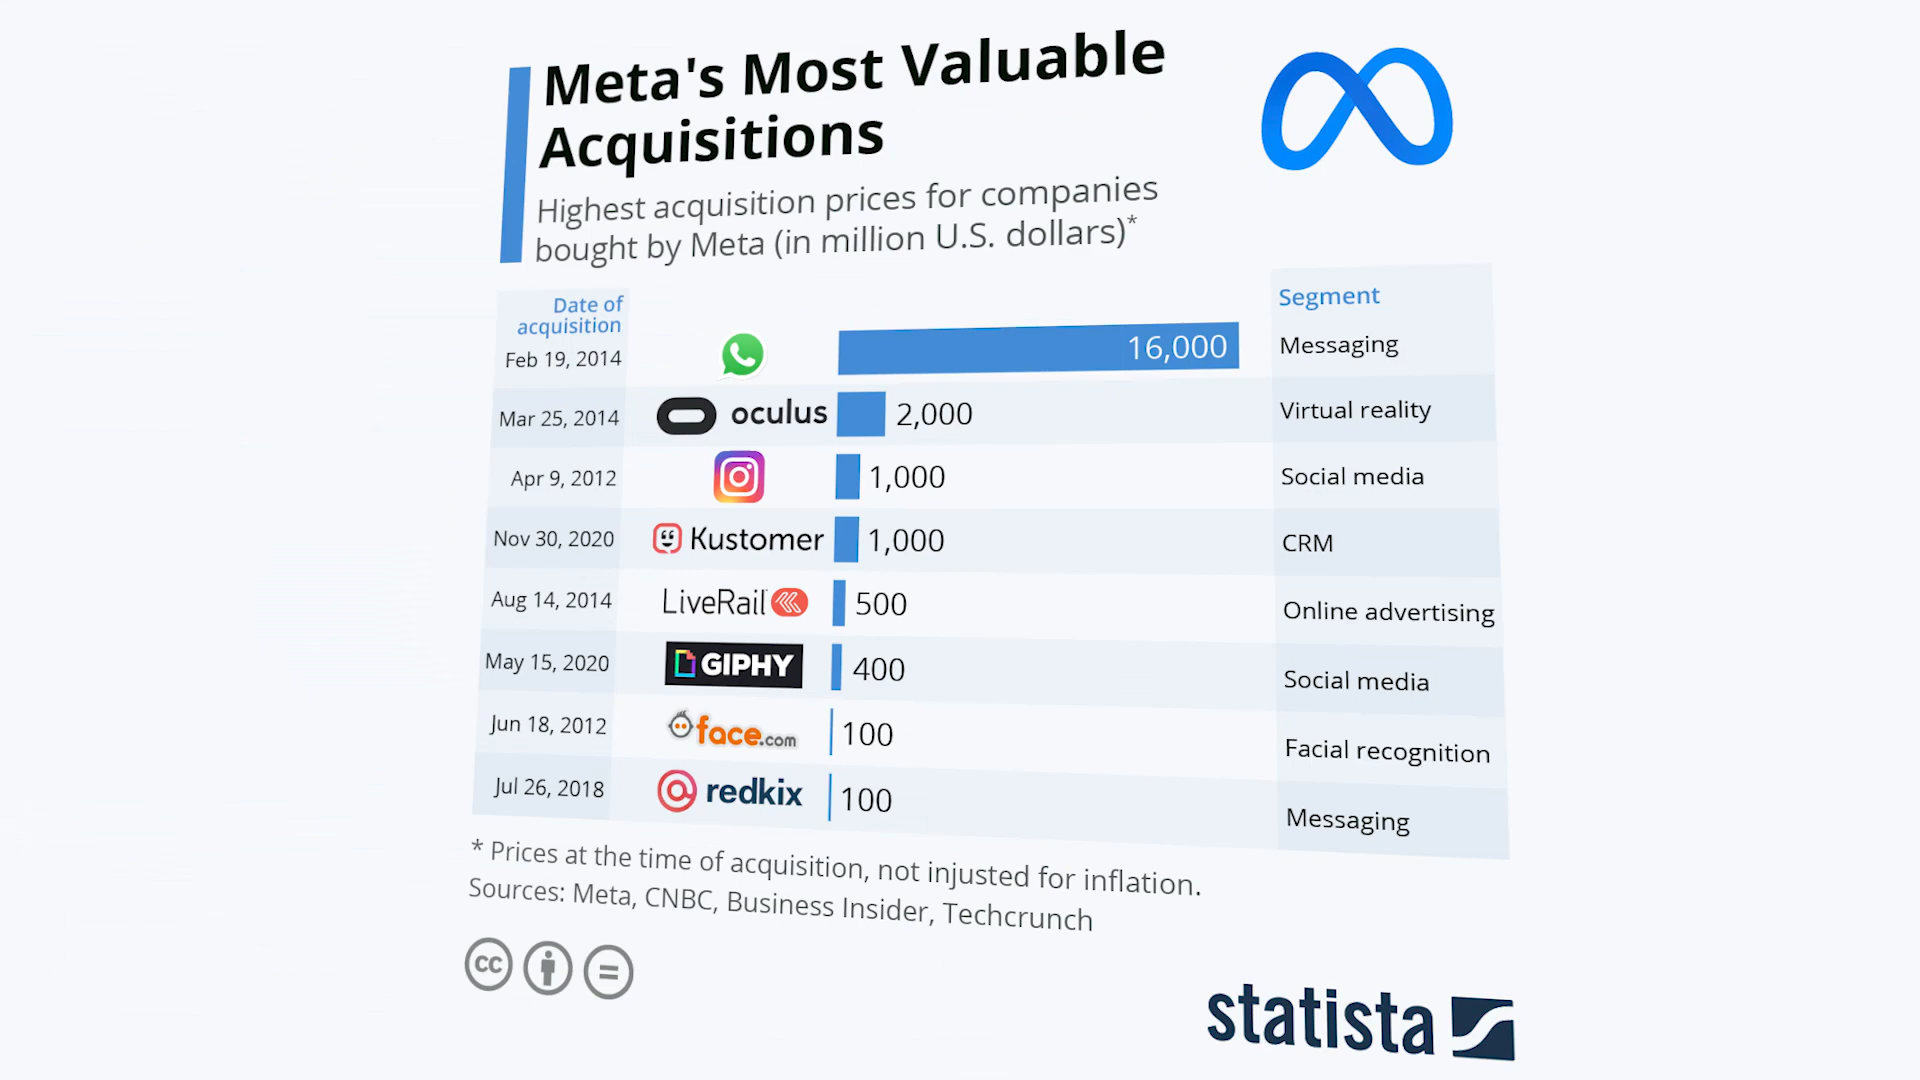 Meta's Most Valuable
Acquisitions
Highest acquisition prices for companies
bought by Meta (in million U.S. dollars)*
Date of
acquisition
Segment
Feb 19, 2014 16,000 Messaging
Mar 25, 2014 oculus 2,000 Virtual reality
Apr 9, 2012 1,000 Social media
Nov 30, 2020 Kustomer 1,000 CRM
Aug 14, 2014 LiveRail 500 Online advertising
May 15, 2020 GIPHY 400 Social media
Jun 18, 2012 face.com 100 Facial recognition
Jul 26, 2018 redkix 100 Messaging
* Prices at the time of acquisition, not injusted for inflation.
Sources: Meta, CNBC, Business Insider, Techcrunch
cc
statista